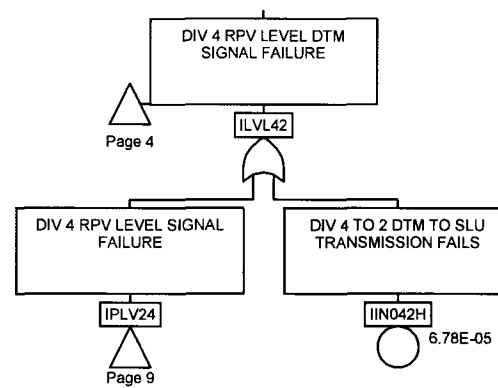 DIV 4 RPV LEVEL DTM
SIGNAL FAILURE
Page 4
ILVL42
DIV 4 RPV LEVEL SIGNAL
FAILURE
DIV 4 TO 2 DTM TO SLU
TRANSMISSION FAILS
IPLV24
IIN042H
6.78E-05
Page 9